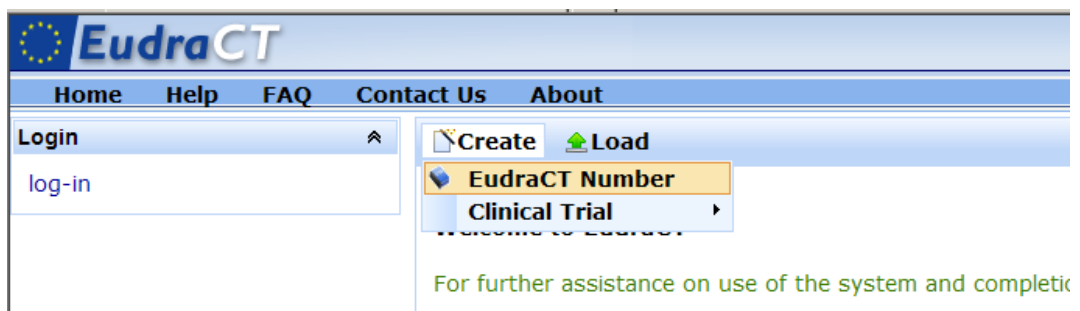 EudraCT
Home Help FAQ Contact Us About
Login
log-in
Create Load
EudraCT Number
Clinical Trial
For further assistance on use of the system and